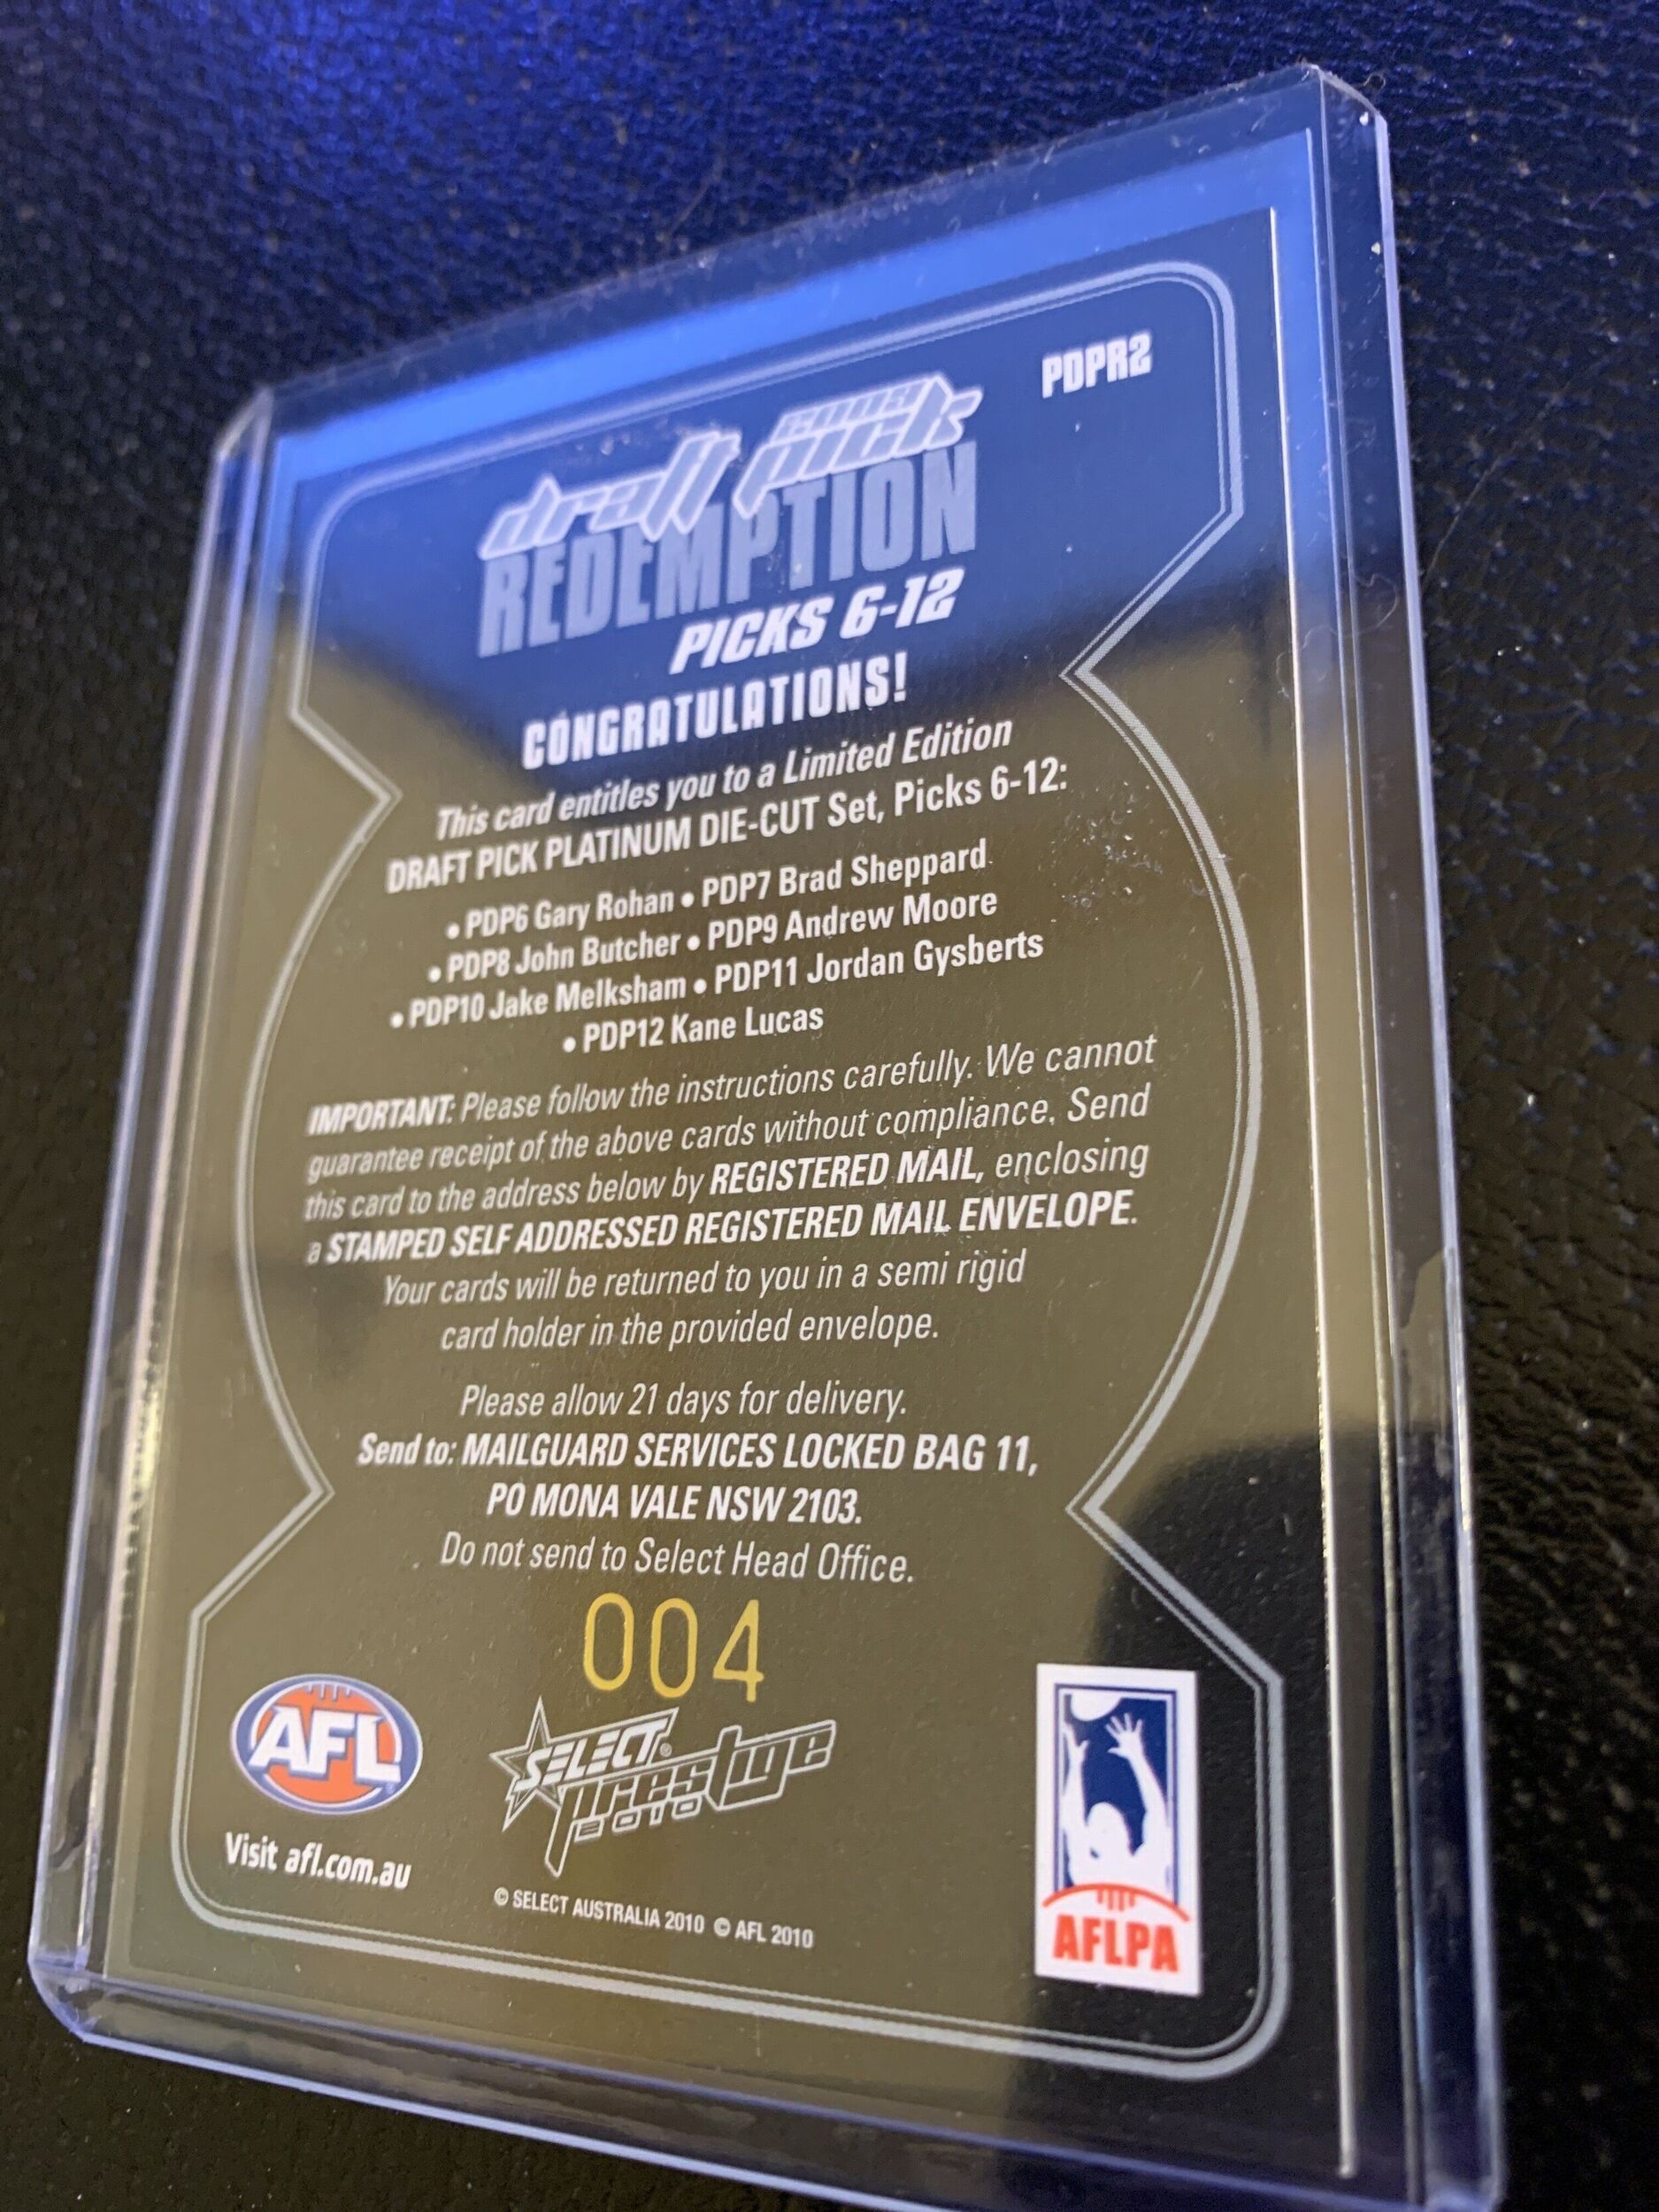 PDPR2
2009
draft pick
REDEMPTION
PICKS 6-12
CONGRATULATIONS!
This card entitles you to a Limited Edition
DRAFT PICK PLATINUM DIE-CUT Set, Picks 6-12:
• PDP6 Gary Rohan • PDP7 Brad Sheppard
• PDP8 John Butcher • PDP9 Andrew Moore
• PDP10 Jake Melksham • PDP11 Jordan Gysberts
• PDP12 Kane Lucas
IMPORTANT: Please follow the instructions carefully. We cannot
guarantee receipt of the above cards without compliance. Send
this card to the address below by REGISTERED MAIL, enclosing
a STAMPED SELF ADDRESSED REGISTERED MAIL ENVELOPE.
Your cards will be returned to you in a semi rigid
card holder in the provided envelope.
Please allow 21 days for delivery.
Send to: MAILGUARD SERVICES LOCKED BAG 11,
PO MONA VALE NSW 2103.
Do not send to Select Head Office.
004
AFL
Visit afl.com.au
SELECT®
prestige
2010
© SELECT AUSTRALIA 2010 © AFL 2010
AFLPA